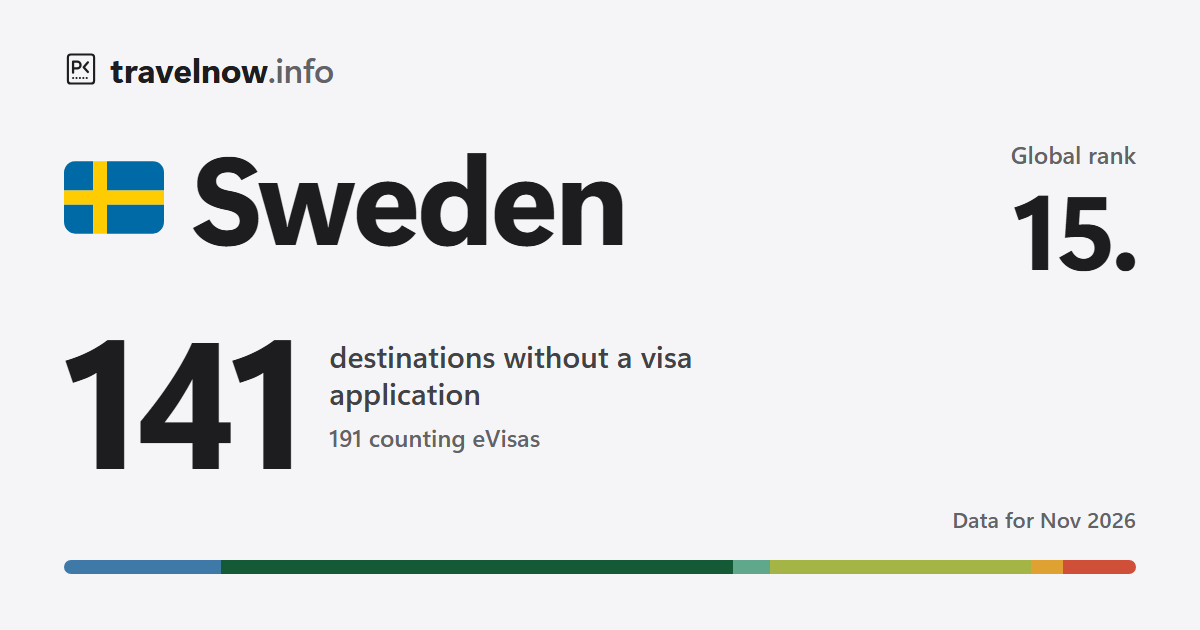 PK
travelnow.info
Sweden
Global rank
15.
141
destinations without a visa
application
191 counting eVisas
Data for Nov 2026